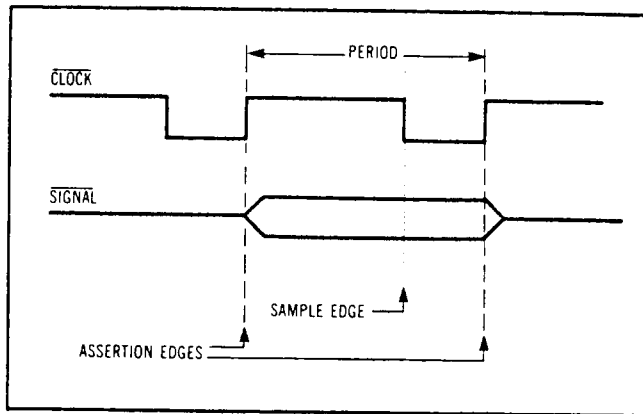 PERIOD
CLOCK
SIGNAL
SAMPLE EDGE
ASSERTION EDGES